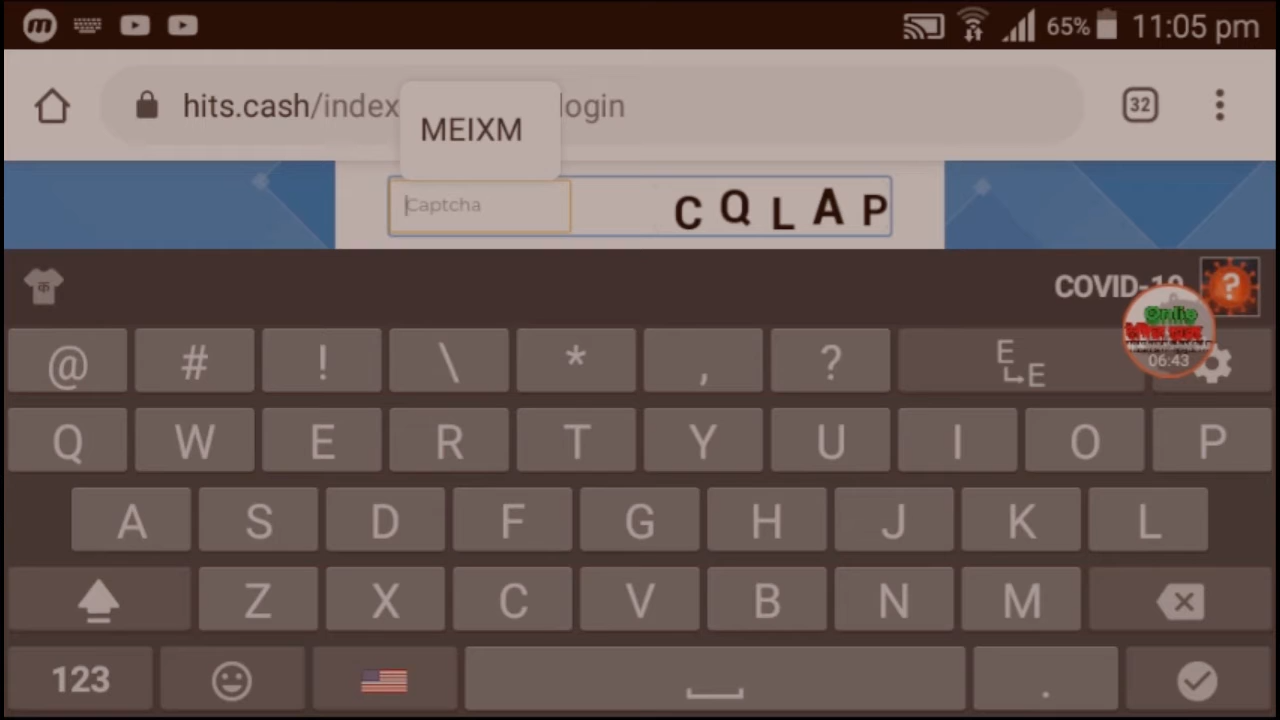 65% 11:05 pm
hits.cash/index
login
32
MEIXM
Captcha
C Q L A P
COVID-19
?
06:43
@ # ! \ * , ? E E
Q W E R T Y U I O P
A S D F G H J K L
Z X C V B N M
123 .